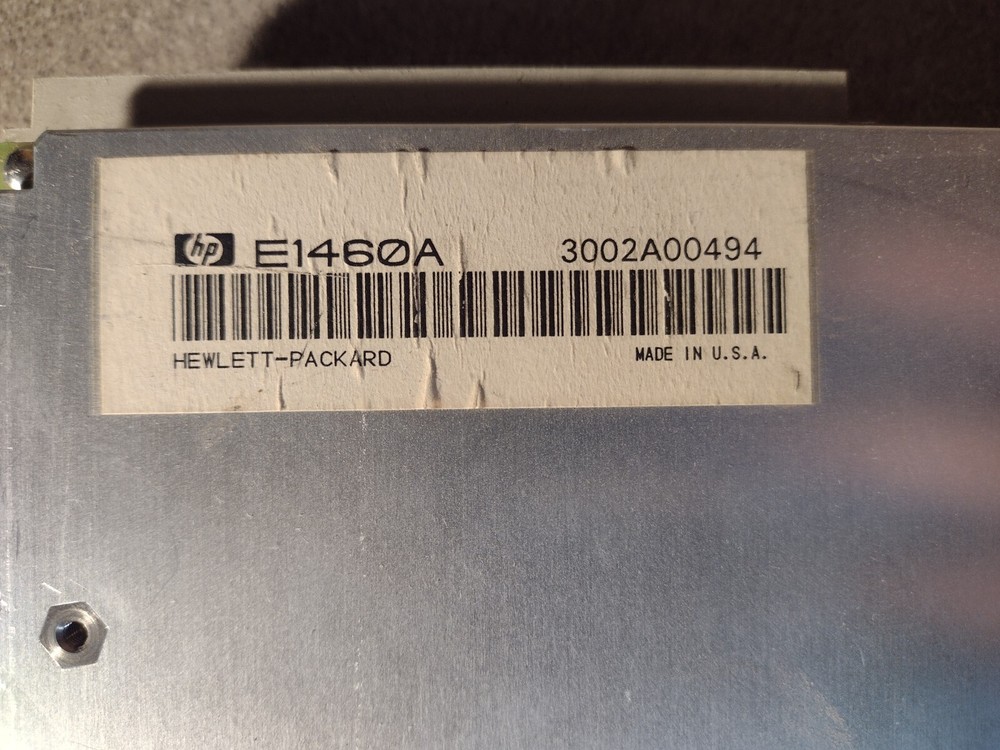 hp E1460A 3002A00494
HEWLETT-PACKARD MADE IN U.S.A.